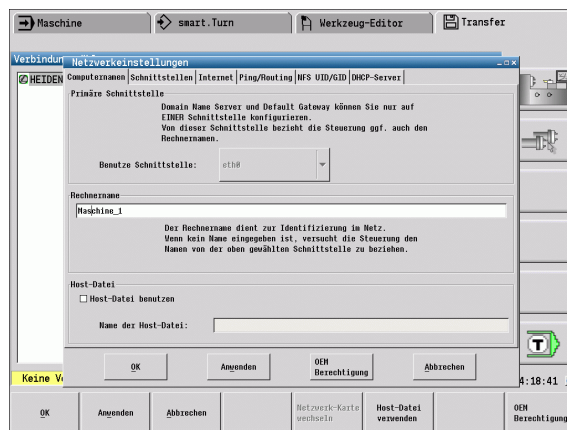 Maschine
smart.Turn
Werkzeug-Editor
Transfer
Netzwerkeinstellungen
HEIDEN
Computernamen Schnittstellen Internet Ping/Routing NFS UID/GID DHCP-Server
Primäre Schnittstelle
Domain Name Server und Default Gateway können Sie nur auf
EINER Schnittstelle konfigurieren.
Von dieser Schnittstelle bezieht die Steuerung ggf. auch den
Rechnernamen.
Benutze Schnittstelle:
eth0
Rechnername
Maschine_1
Der Rechnername dient zur Identifizierung im Netz.
Wenn kein Name eingegeben ist, versucht die Steuerung den
Namen von der oben gewählten Schnittstelle zu beziehen.
Host-Datei
Host-Datei benutzen
Name der Host-Datei:
OK
Anwenden
OEM
Berechtigung
Abbrechen
T
Keine V
4:18:41
OK
Anwenden
Abbrechen
Netzwerk-Karte
wechseln
Host-Datei
verwenden
OEM
Berechtigung